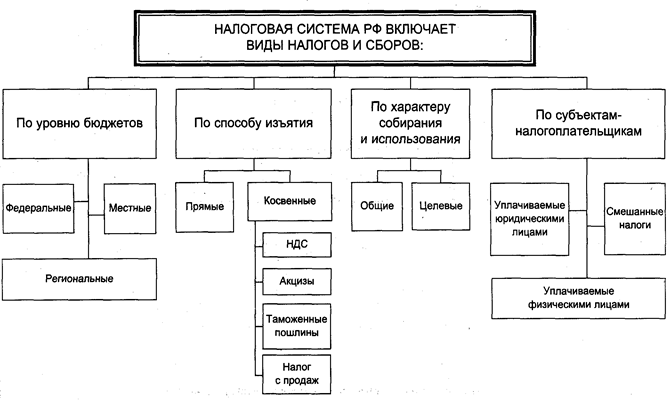 НАЛОГОВАЯ СИСТЕМА РФ ВКЛЮЧАЕТ
ВИДЫ НАЛОГОВ И СБОРОВ:
По уровню бюджетов
По способу изъятия
По характеру
собирания
и использования
По субъектам-
налогоплательщикам
Федеральные
Местные
Региональные
Прямые
Косвенные
НДС
Акцизы
Таможенные
пошлины
Налог
с продаж
Общие
Целевые
Уплачиваемые
юридическими
лицами
Смешанные
налоги
Уплачиваемые
физическими лицами